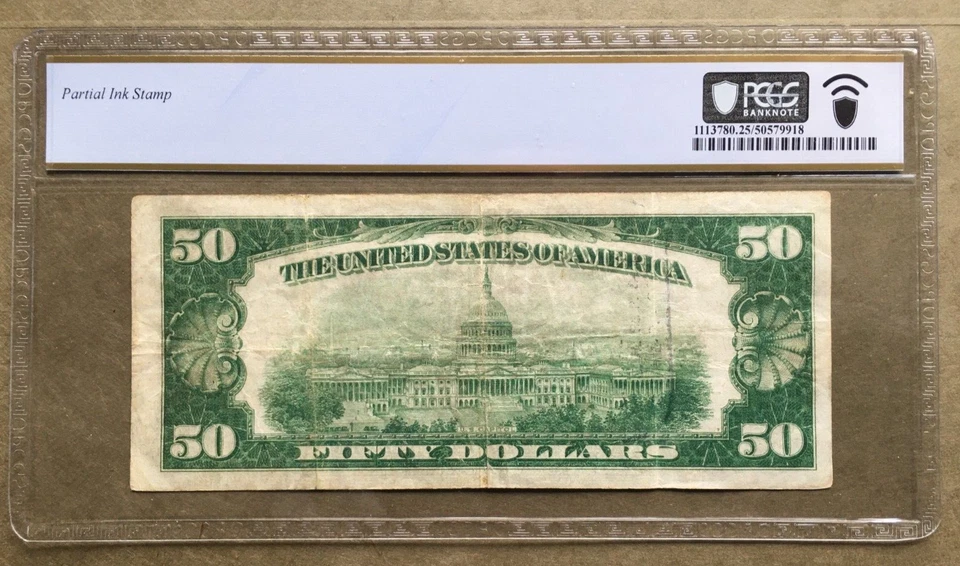 Partial Ink Stamp
PCGS
BANKNOTE
1113780.25/50579918
50 50
THE UNITED STATES OF AMERICA
U.S. CAPITOL
50 50
FIFTY DOLLARS